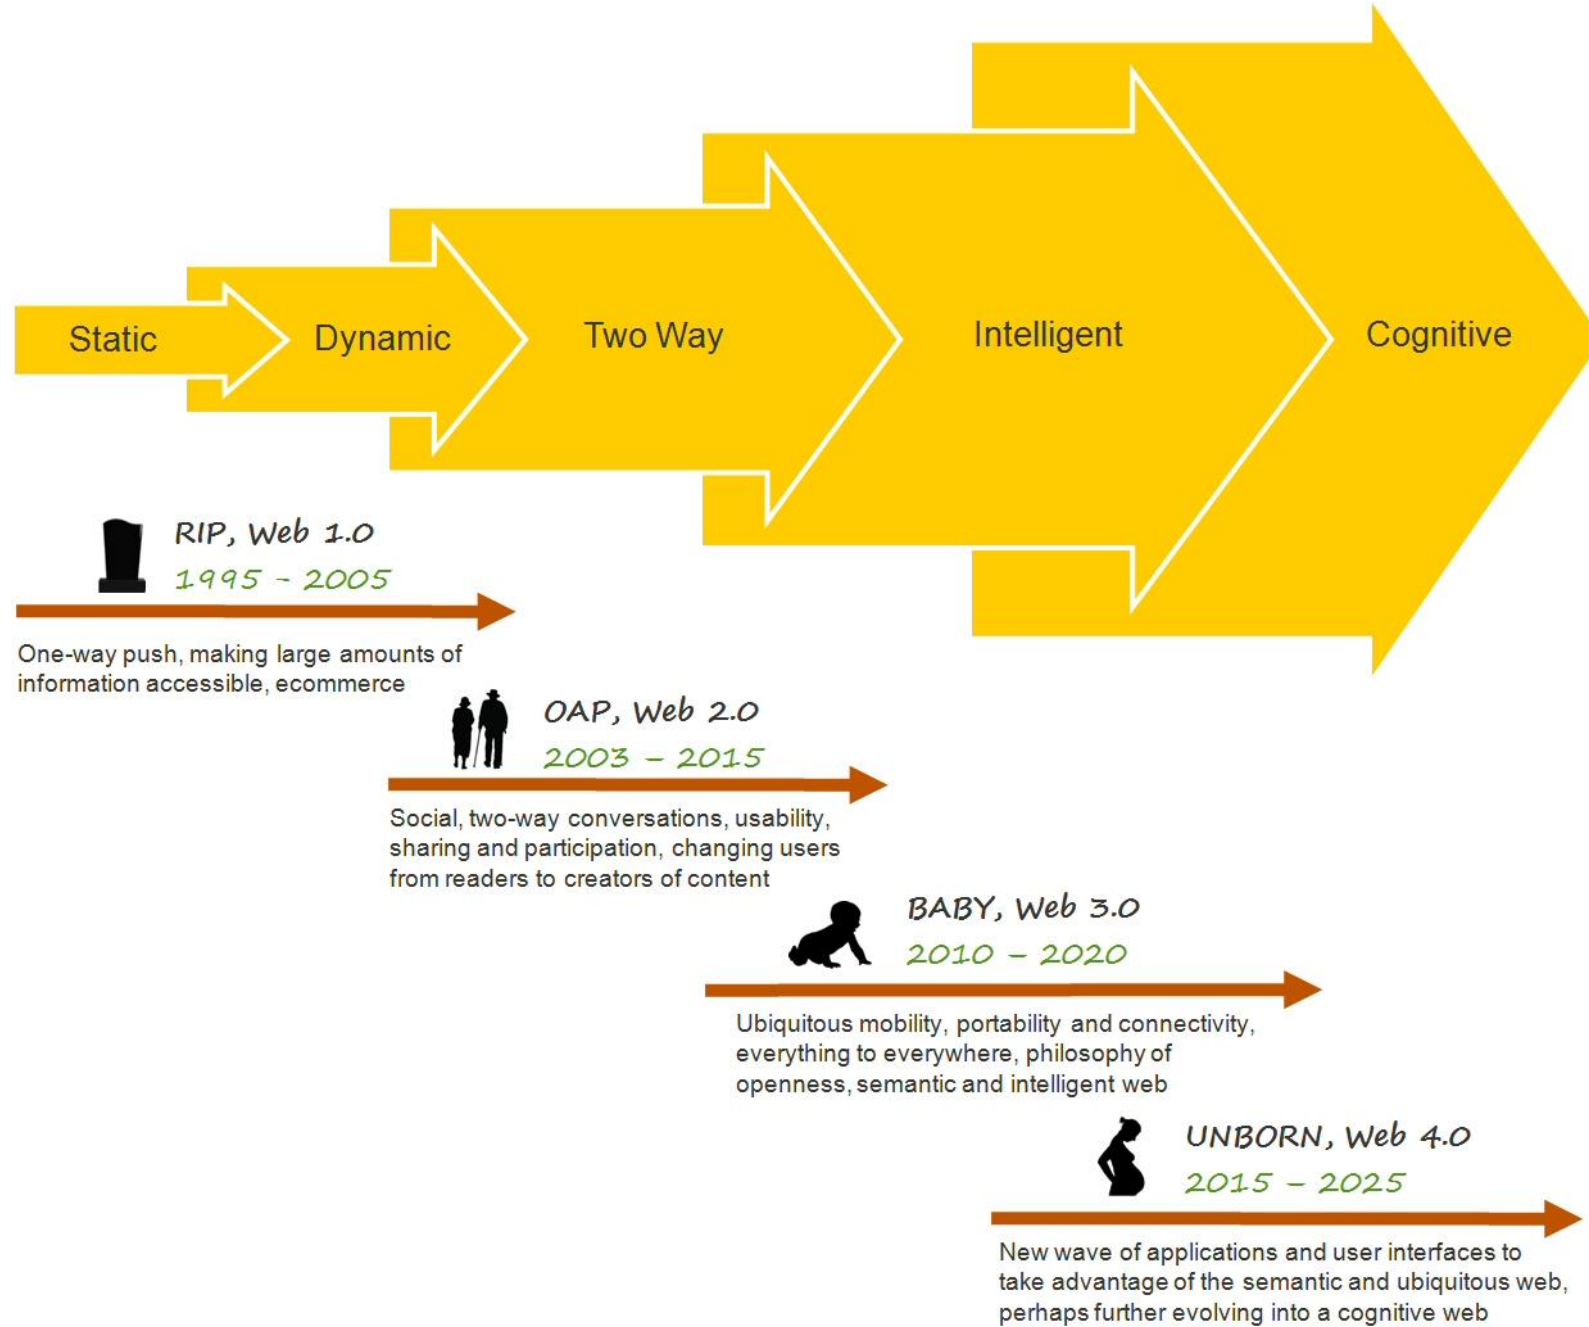 Static
Dynamic
Two Way
Intelligent
Cognitive
RIP, Web 1.0
1995 - 2005
One-way push, making large amounts of
information accessible, ecommerce
OAP, Web 2.0
2003 – 2015
Social, two-way conversations, usability,
sharing and participation, changing users
from readers to creators of content
BABY, Web 3.0
2010 – 2020
Ubiquitous mobility, portability and connectivity,
everything to everywhere, philosophy of
openness, semantic and intelligent web
UNBORN, Web 4.0
2015 – 2025
New wave of applications and user interfaces to
take advantage of the semantic and ubiquitous web,
perhaps further evolving into a cognitive web